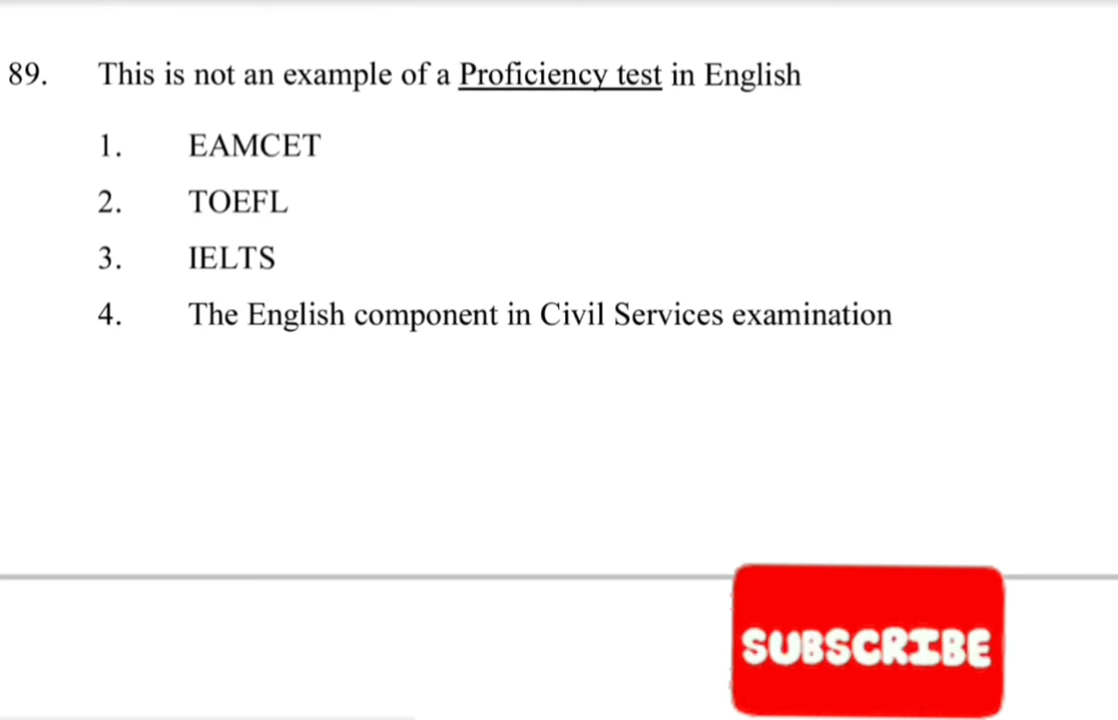 89. This is not an example of a Proficiency test in English
1. EAMCET
2. TOEFL
3. IELTS
4. The English component in Civil Services examination
SUBSCRIBE